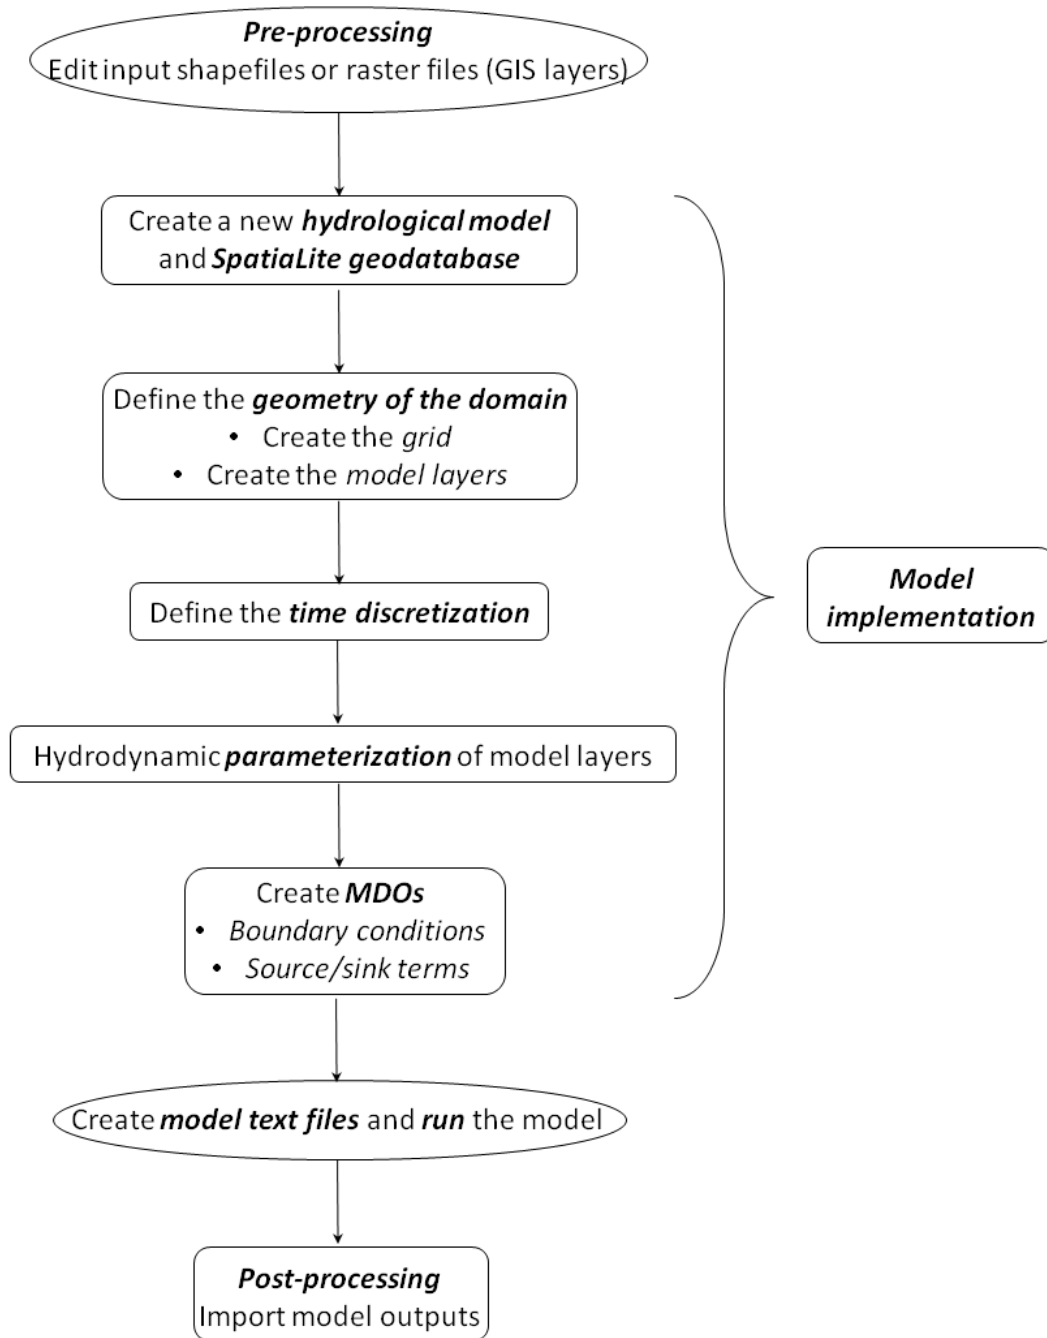 Pre-processing
Edit input shapefiles or raster files (GIS layers)
Create a new hydrological model
and SpatiaLite geodatabase
Define the geometry of the domain
• Create the grid
• Create the model layers
Define the time discretization
Model
implementation
Hydrodynamic parameterization of model layers
Create MDOs
• Boundary conditions
• Source/sink terms
Create model text files and run the model
Post-processing
Import model outputs